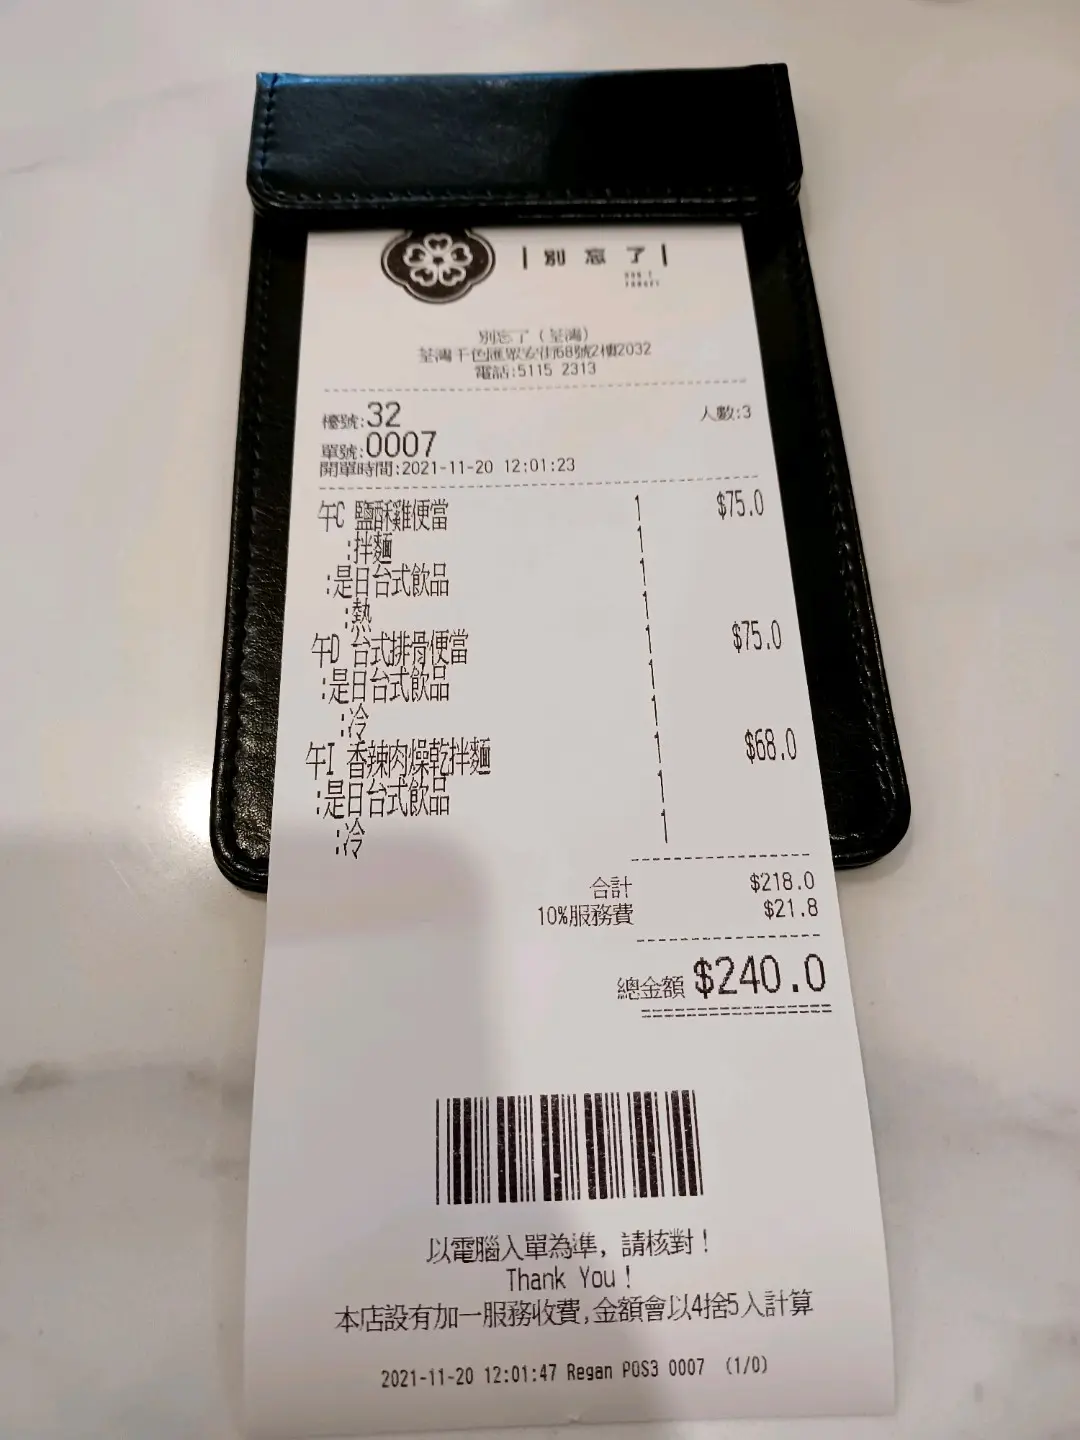 | 別忘了 |
DON'T
FORGET
別忘了（荃灣）
荃灣千色匯眾安街68號2樓2032
電話:5115 2313
檯號:32 人數:3
單號:0007
開單時間:2021-11-20 12:01:23
午C 鹽酥雞便當 1 $75.0
:拌麵 1
:是日台式飲品 1
:熱 1
午D 台式排骨便當 1 $75.0
:是日台式飲品 1
:冷 1
午I 香辣肉燥乾拌麵 1 $68.0
:是日台式飲品 1
:冷 1
合計 $218.0
10%服務費 $21.8
總金額 $240.0
以電腦入單為準, 請核對！
Thank You！
本店設有加一服務收費,金額會以4捨5入計算
2021-11-20 12:01:47 Regan POS3 0007 (1/0)